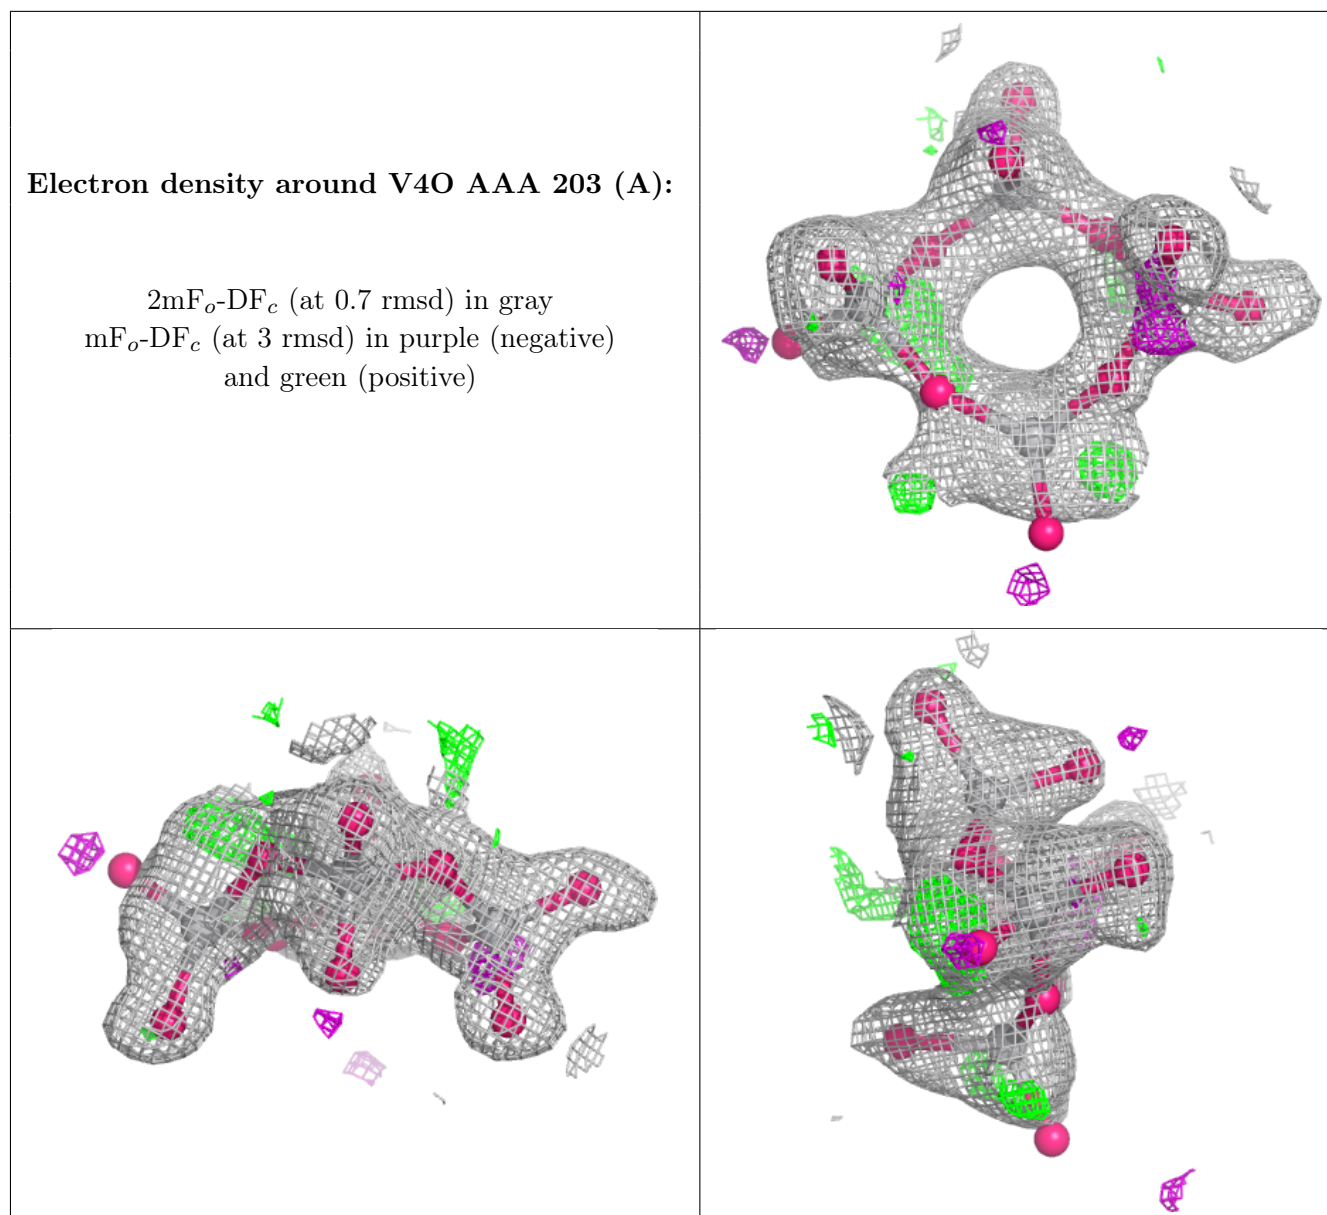 Electron density around V4O AAA 203 (A):
2mFo-DFc (at 0.7 rmsd) in gray
mFo-DFc (at 3 rmsd) in purple (negative)
and green (positive)